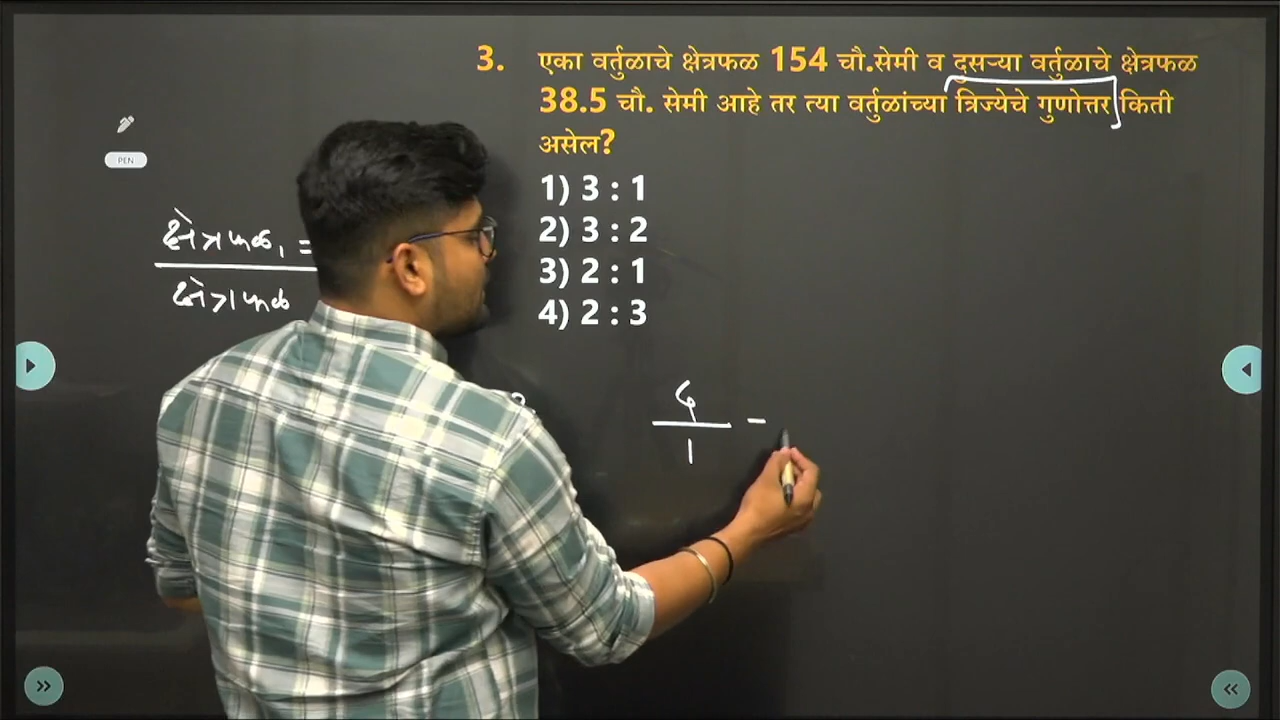 3. एका वर्तुळाचे क्षेत्रफळ 154 चौ.सेमी व दुसऱ्या वर्तुळाचे क्षेत्रफळ
38.5 चौ. सेमी आहे तर त्या वर्तुळांच्या त्रिज्येचे गुणोत्तर किती
असेल?
1) 3 : 1
2) 3 : 2
3) 2 : 1
4) 2 : 3
PEN
क्षेत्रफळ1 =
क्षेत्रफळ
1